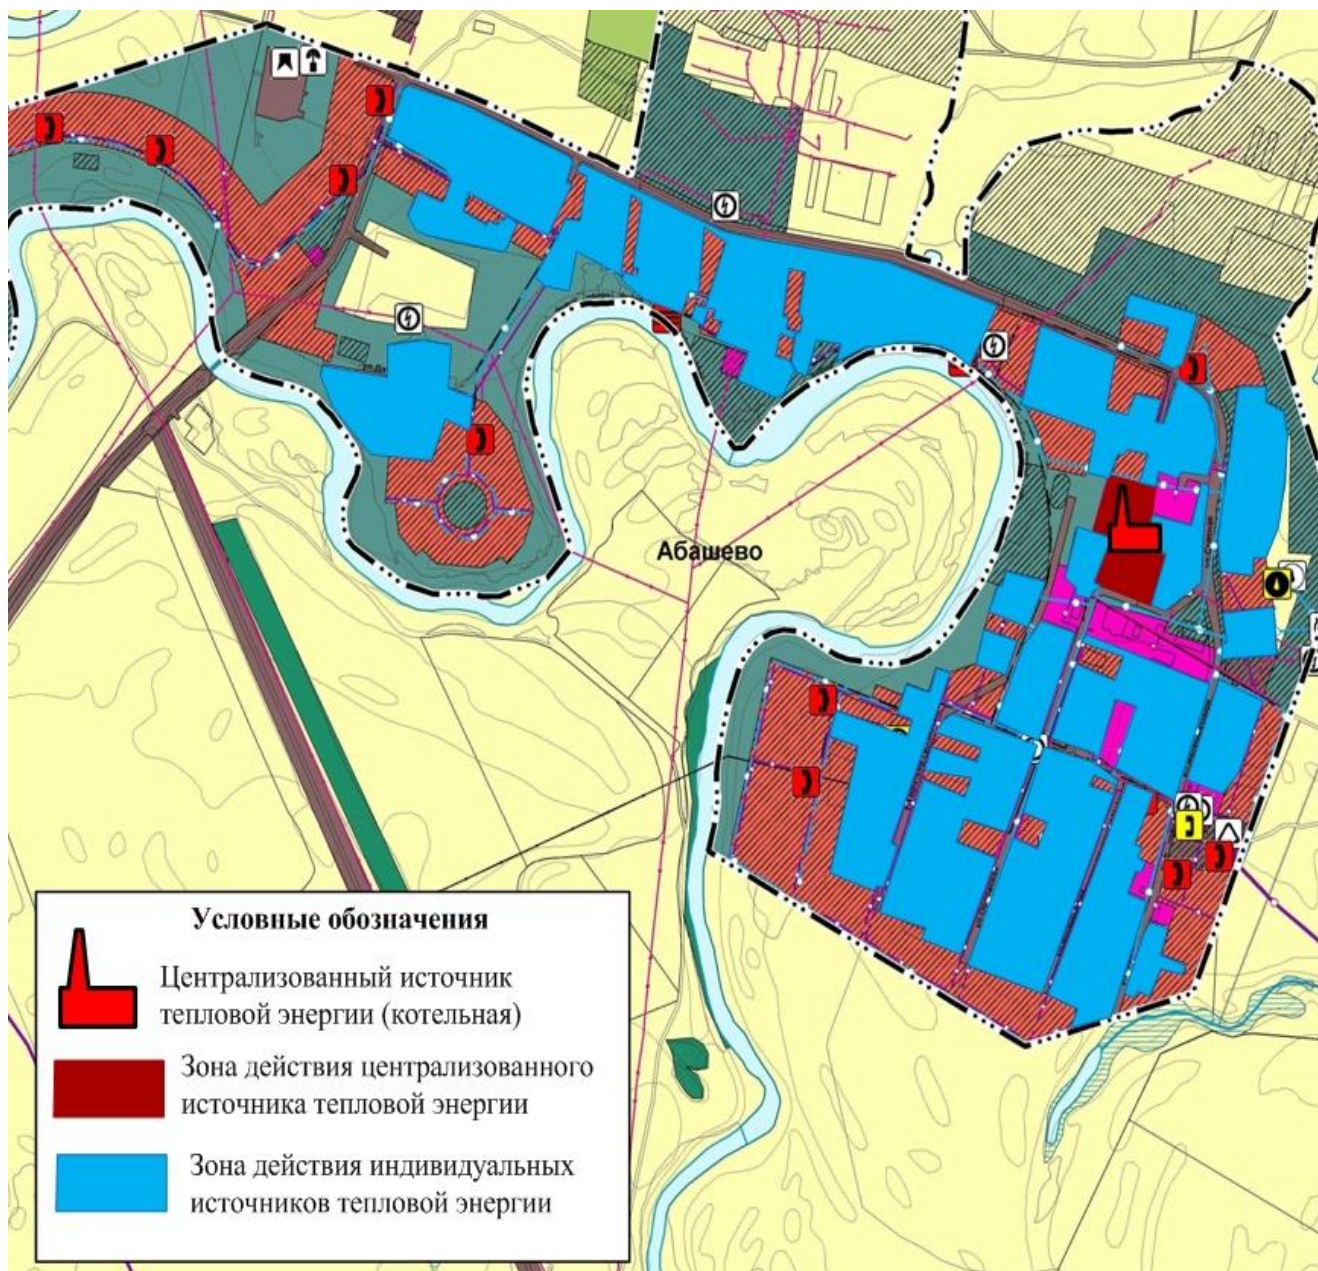 Абашево
Условные обозначения
Централизованный источник
тепловой энергии (котельная)
Зона действия централизованного
источника тепловой энергии
Зона действия индивидуальных
источников тепловой энергии